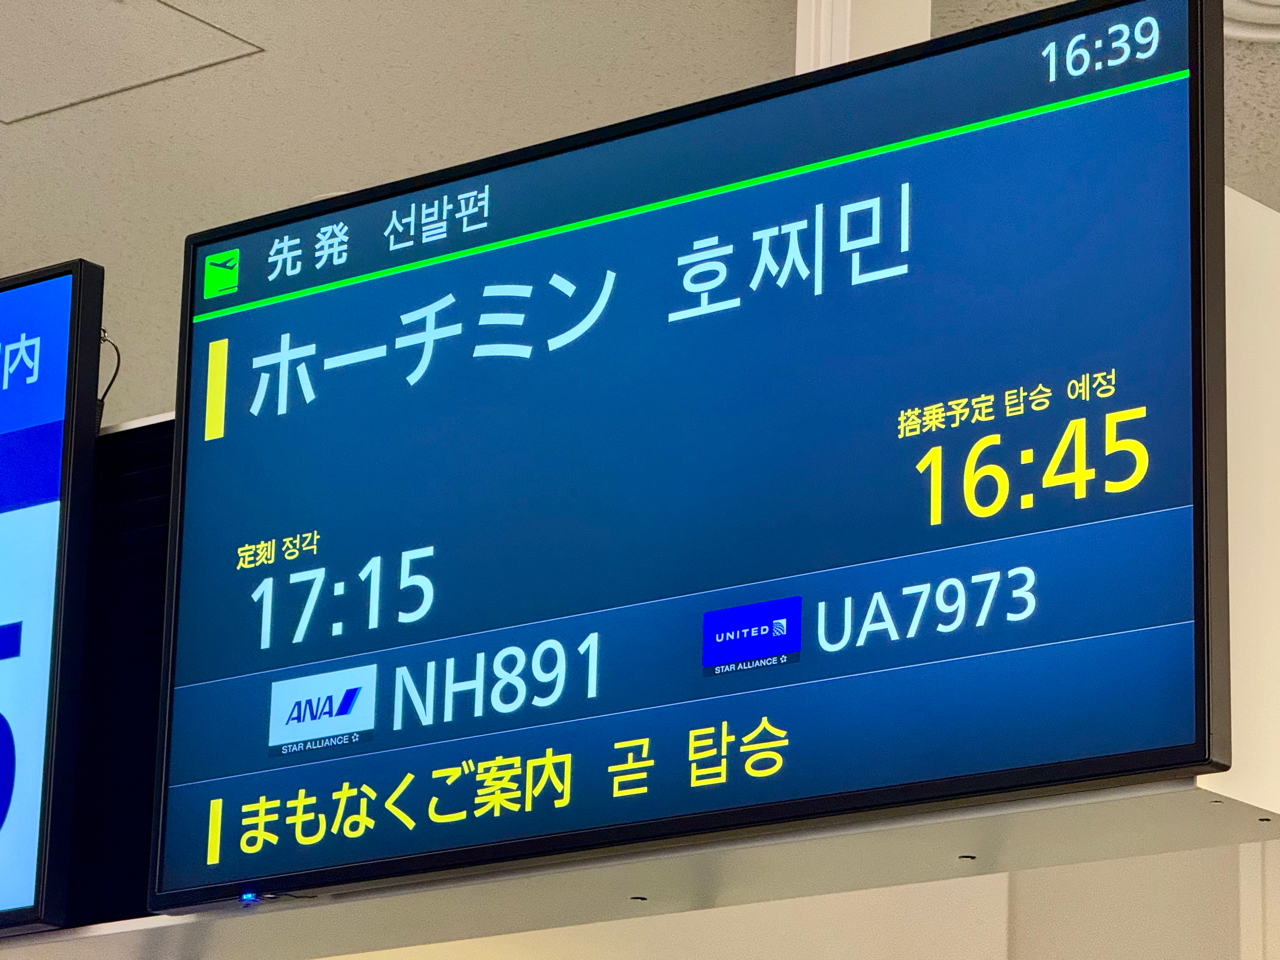 16:39
先発 선발편
ホーチミン 호찌민
搭乗予定 탑승 예정
16:45
定刻 정각
17:15
ANA STAR ALLIANCE NH891 UNITED STAR ALLIANCE UA7973
まもなくご案内 곧 탑승
内